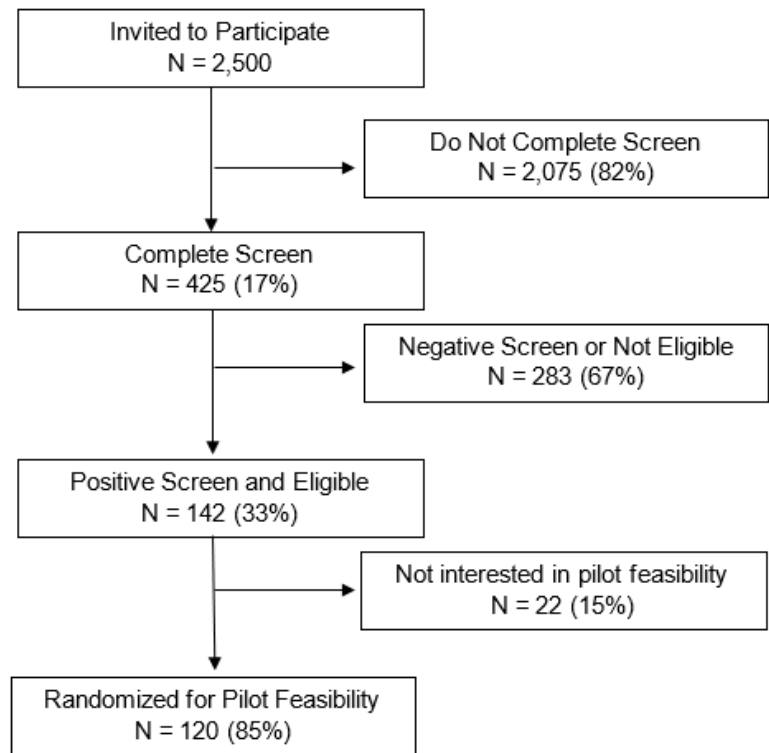 Invited to Participate
N = 2,500
Do Not Complete Screen
N = 2,075 (82%)
Complete Screen
N = 425 (17%)
Negative Screen or Not Eligible
N = 283 (67%)
Positive Screen and Eligible
N = 142 (33%)
Not interested in pilot feasibility
N = 22 (15%)
Randomized for Pilot Feasibility
N = 120 (85%)